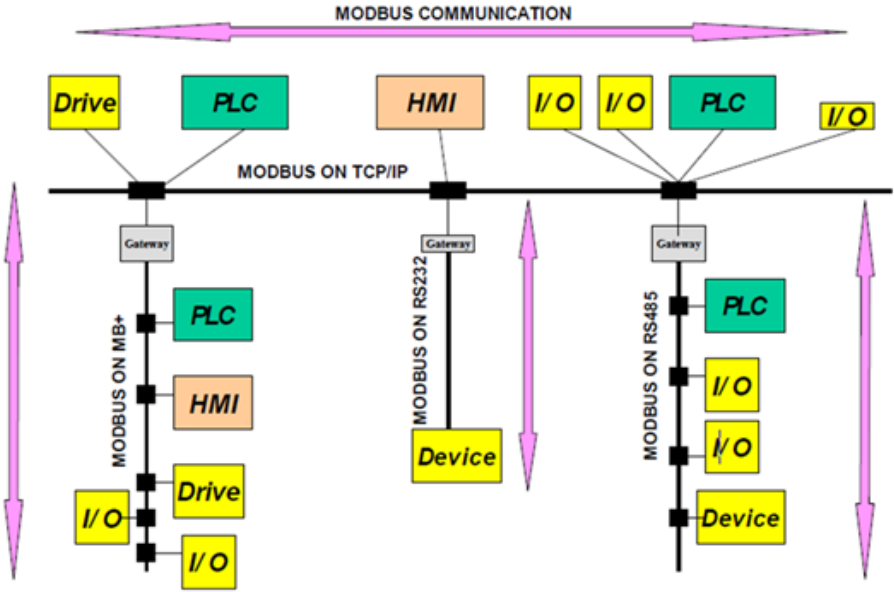 MODBUS COMMUNICATION
Drive
PLC
HMI
I/O
I/O
PLC
I/O
MODBUS ON TCP/IP
Gateway
Gateway
Gateway
MODBUS ON MB+
PLC
HMI
Drive
I/O
I/O
MODBUS ON RS232
Device
MODBUS ON RS485
PLC
I/O
I/O
Device